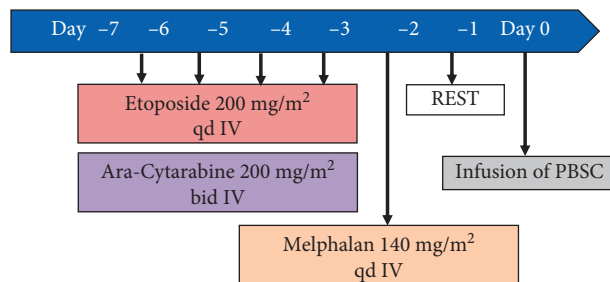 Day –7 –6 –5 –4 –3 –2 –1 Day 0
Etoposide 200 mg/m²
qd IV
REST
Ara-Cytarabine 200 mg/m²
bid IV
Infusion of PBSC
Melphalan 140 mg/m²
qd IV